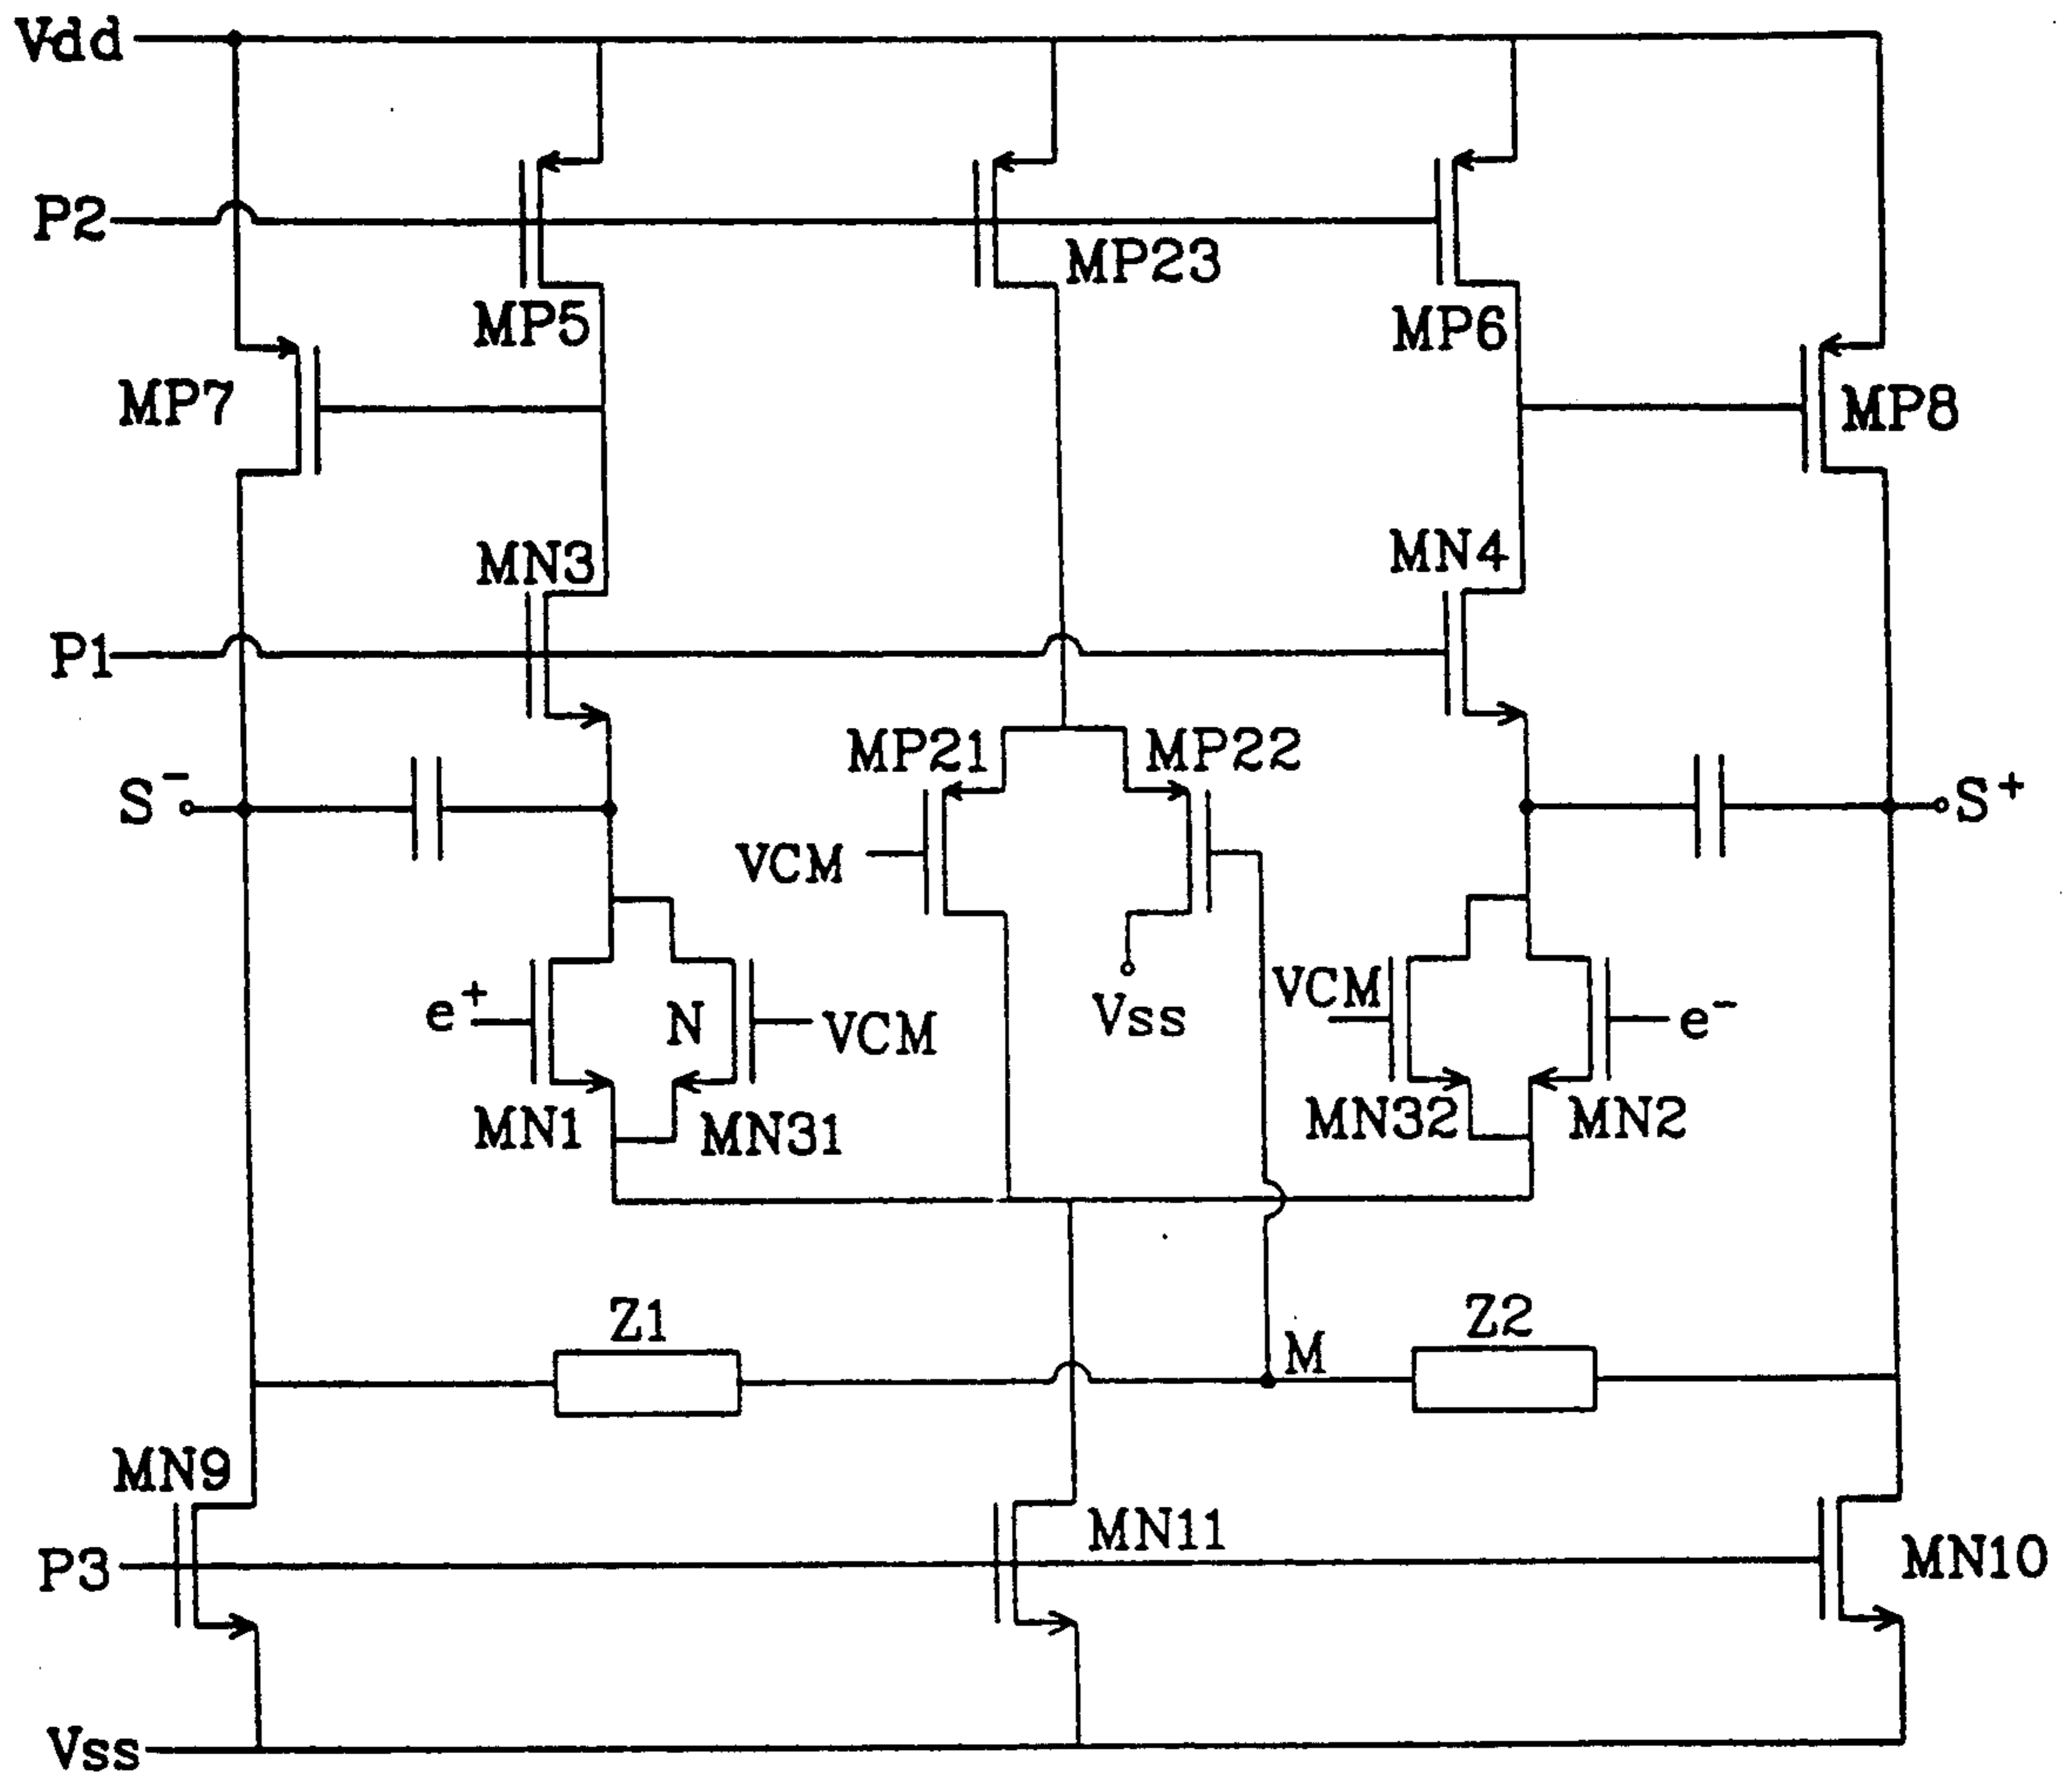 Vdd
P2
MP23
MP5
MP6
MP7
MP8
MN3
MN4
P1
MP21
MP22
S⁻
S⁺
VCM
e⁺
N
VCM
Vss
VCM
e⁻
MN1
MN31
MN32
MN2
Z1
Z2
M
MN9
MN11
P3
MN10
Vss